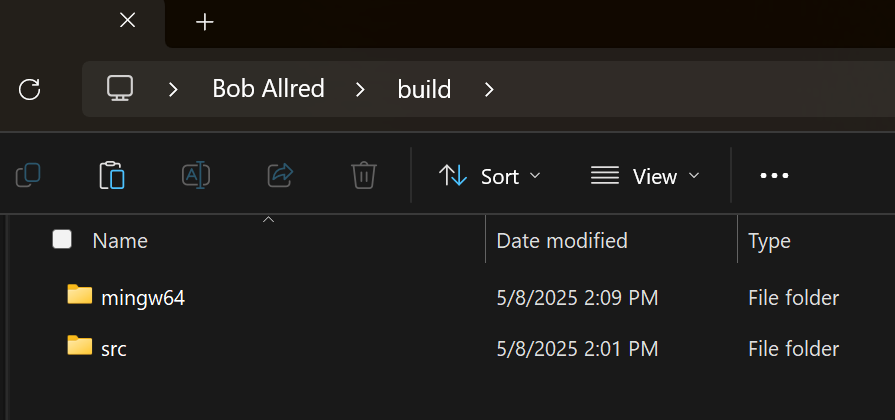 Bob Allred build
Sort View
Name Date modified Type
mingw64 5/8/2025 2:09 PM File folder
src 5/8/2025 2:01 PM File folder